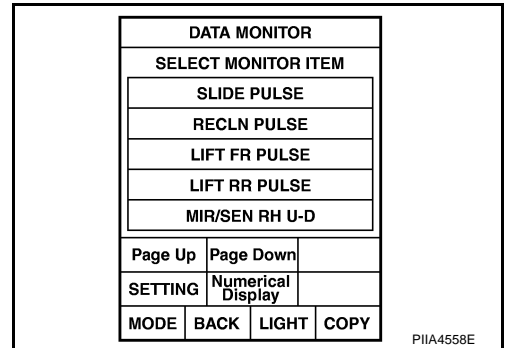 DATA MONITOR
SELECT MONITOR ITEM
SLIDE PULSE
RECLN PULSE
LIFT FR PULSE
LIFT RR PULSE
MIR/SEN RH U-D
Page Up Page Down
SETTING Numerical
Display
MODE BACK LIGHT COPY
PIIA4558E